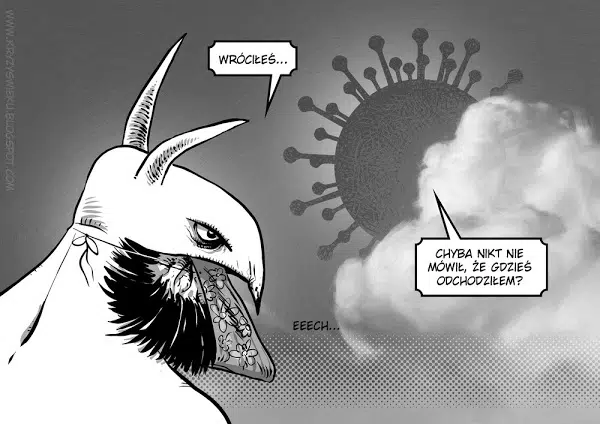 WRÓCIŁEŚ...
CHYBA NIKT NIE
MÓWIŁ, ŻE GDZIEŚ
ODCHODZIŁEM?
EEECH...